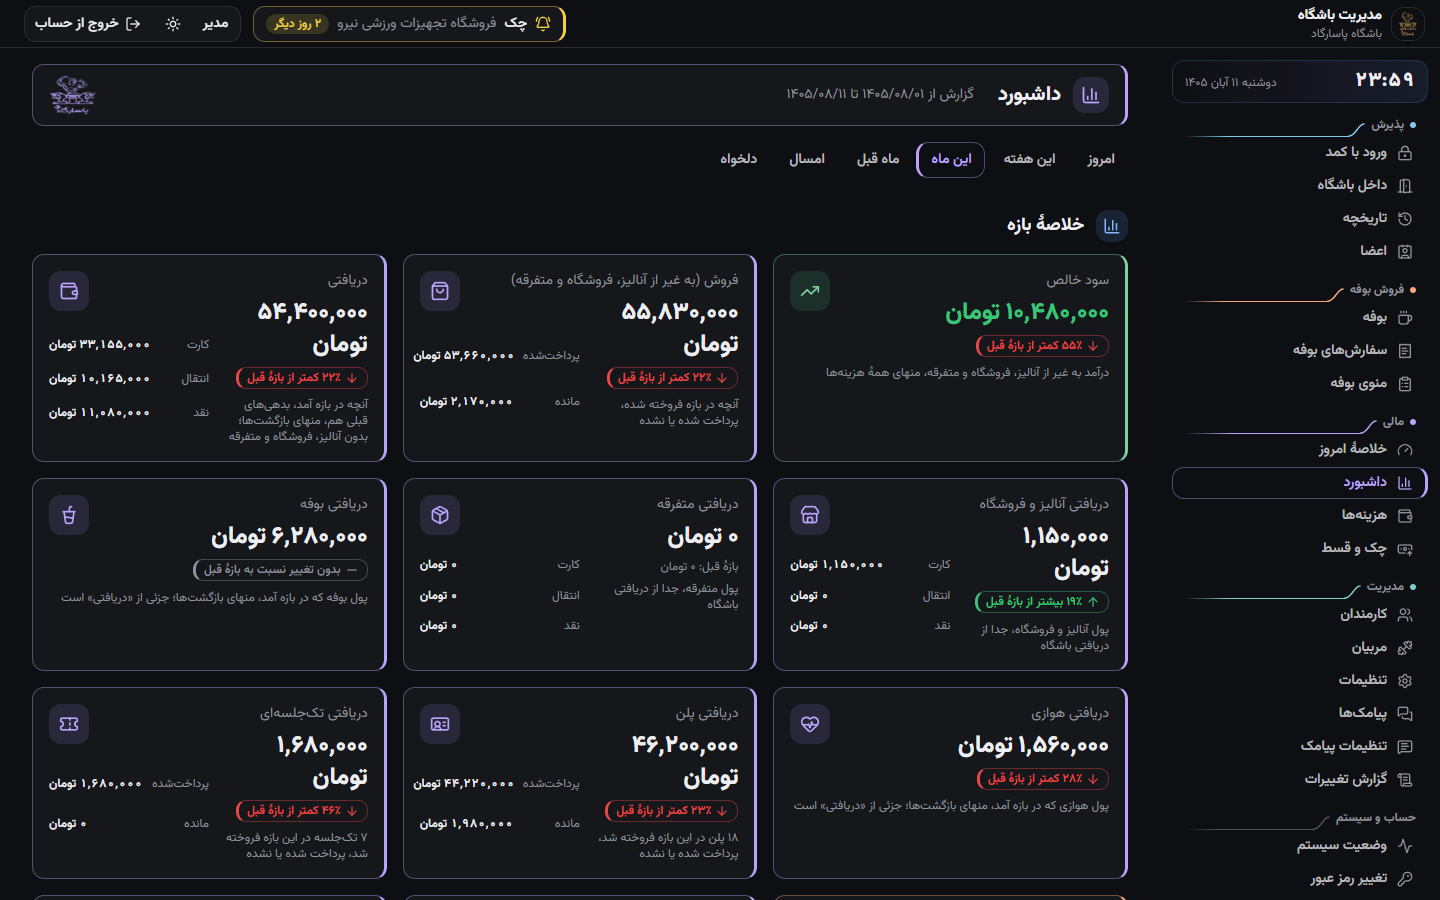 مدیریت باشگاه
باشگاه پاسارگاد
چک فروشگاه تجهیزات ورزشی نیرو ۲ روز دیگر
مدیر
خروج از حساب
۲۳:۵۹
دوشنبه ۱۱ آبان ۱۴۰۵
پذیرش
ورود با کمد
داخل باشگاه
تاریخچه
اعضا
فروش بوفه
بوفه
سفارش‌های بوفه
منوی بوفه
مالی
خلاصهٔ امروز
داشبورد
هزینه‌ها
چک و قسط
مدیریت
کارمندان
مربیان
تنظیمات
پیامک‌ها
تنظیمات پیامک
گزارش تغییرات
حساب و سیستم
وضعیت سیستم
تغییر رمز عبور
داشبورد
گزارش از ۱۴۰۵/۰۸/۰۱ تا ۱۴۰۵/۰۸/۱۱
پاسارگاد
امروز
این هفته
این ماه
ماه قبل
امسال
دلخواه
خلاصهٔ بازه
سود خالص
۱۰,۴۸۰,۰۰۰ تومان
۵۵٪ کمتر از بازهٔ قبل
درآمد به غیر از آنالیز، فروشگاه و متفرقه، منهای همهٔ هزینه‌ها
فروش (به غیر از آنالیز، فروشگاه و متفرقه)
۵۵,۸۳۰,۰۰۰
تومان
۲۲٪ کمتر از بازهٔ قبل
آنچه در بازه فروخته شده،
پرداخت شده یا نشده
پرداخت‌شده ۵۳,۶۶۰,۰۰۰ تومان
مانده ۲,۱۷۰,۰۰۰ تومان
دریافتی
۵۴,۴۰۰,۰۰۰
تومان
۲۲٪ کمتر از بازهٔ قبل
آنچه در بازه آمد، بدهی‌های
قبلی هم، منهای بازگشت‌ها؛
بدون آنالیز، فروشگاه و متفرقه
کارت ۳۳,۱۵۵,۰۰۰ تومان
انتقال ۱۰,۱۶۵,۰۰۰ تومان
نقد ۱۱,۰۸۰,۰۰۰ تومان
دریافتی آنالیز و فروشگاه
۱,۱۵۰,۰۰۰
تومان
۱۹٪ بیشتر از بازهٔ قبل
پول آنالیز و فروشگاه، جدا از
دریافتی باشگاه
کارت ۱,۱۵۰,۰۰۰ تومان
انتقال ۰ تومان
نقد ۰ تومان
دریافتی متفرقه
۰ تومان
بازهٔ قبل: ۰ تومان
پول متفرقه، جدا از دریافتی
باشگاه
کارت ۰ تومان
انتقال ۰ تومان
نقد ۰ تومان
دریافتی بوفه
۶,۲۸۰,۰۰۰ تومان
بدون تغییر نسبت به بازهٔ قبل
پول بوفه که در بازه آمد، منهای بازگشت‌ها؛ جزئی از «دریافتی» است
دریافتی هوازی
۱,۵۶۰,۰۰۰ تومان
۲۸٪ کمتر از بازهٔ قبل
پول هوازی که در بازه آمد، منهای بازگشت‌ها؛ جزئی از «دریافتی» است
دریافتی پلن
۴۶,۲۰۰,۰۰۰
تومان
۲۳٪ کمتر از بازهٔ قبل
۱۸ پلن در این بازه فروخته شد،
پرداخت شده یا نشده
پرداخت‌شده ۴۴,۲۲۰,۰۰۰ تومان
مانده ۱,۹۸۰,۰۰۰ تومان
دریافتی تک‌جلسه‌ای
۱,۶۸۰,۰۰۰
تومان
۴۶٪ کمتر از بازهٔ قبل
۷ تک‌جلسه در این بازه فروخته
شد، پرداخت شده یا نشده
پرداخت‌شده ۱,۶۸۰,۰۰۰ تومان
مانده ۰ تومان